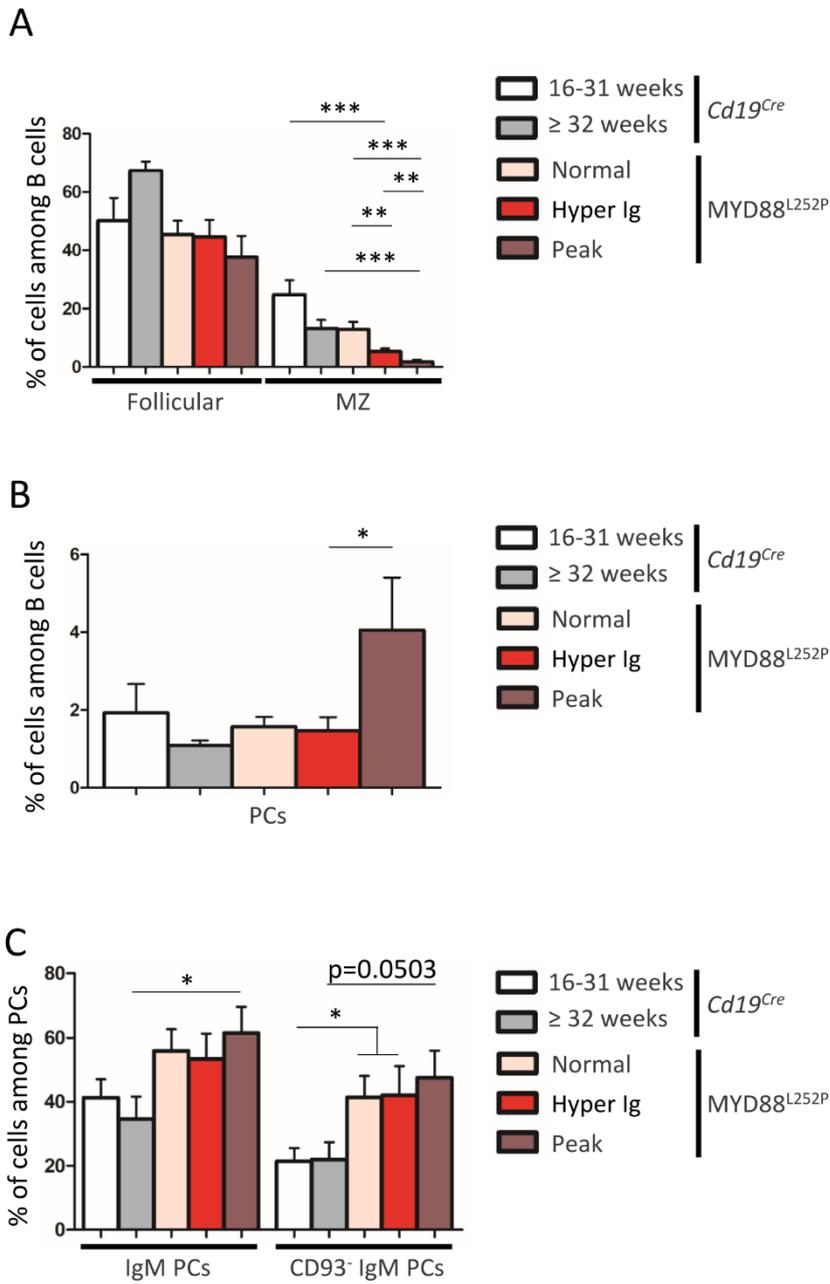 A
% of cells among B cells
80
60
40
20
0
***
***
**
**
***
Follicular
MZ
16-31 weeks
≥ 32 weeks
Cd19Cre
Normal
Hyper Ig
Peak
MYD88L252P
B
% of cells among B cells
6
4
2
0
*
PCs
16-31 weeks
≥ 32 weeks
Cd19Cre
Normal
Hyper Ig
Peak
MYD88L252P
C
% of cells among PCs
80
60
40
20
0
*
p=0.0503
*
IgM PCs
CD93- IgM PCs
16-31 weeks
≥ 32 weeks
Cd19Cre
Normal
Hyper Ig
Peak
MYD88L252P